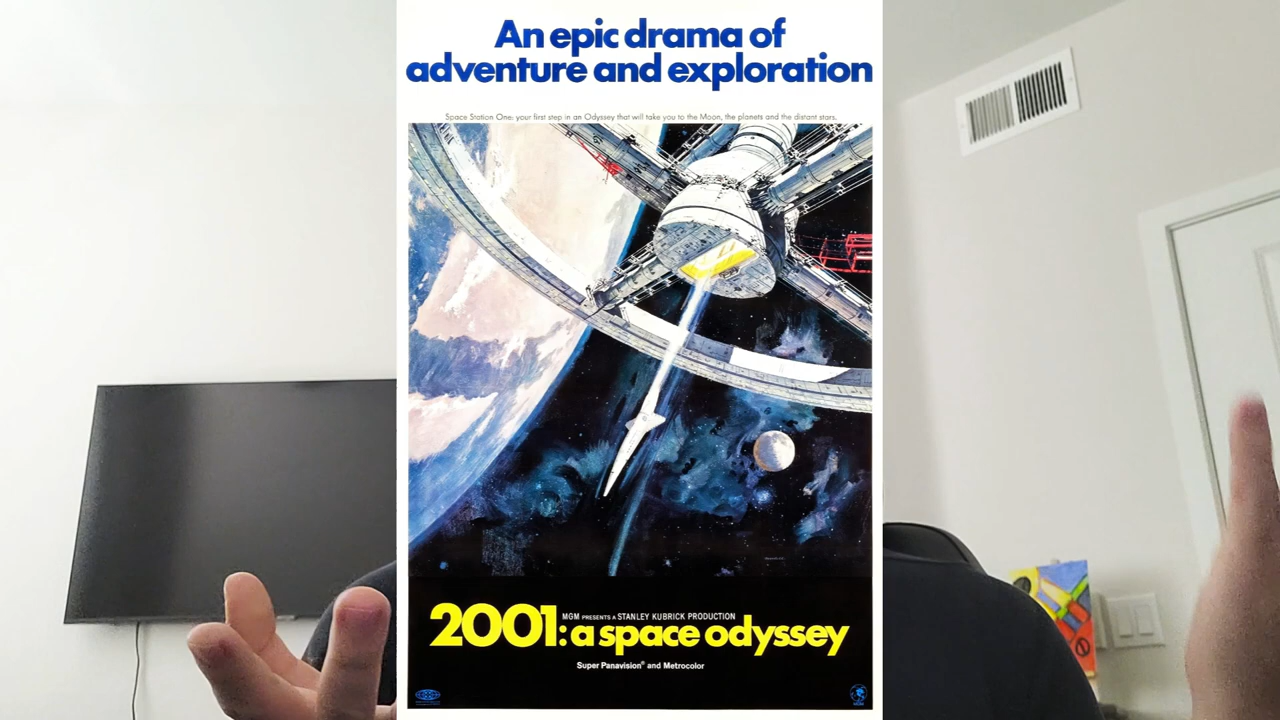 An epic drama of
adventure and exploration
Space Station One: your first step in an Odyssey that will take you to the Moon, the planets and the distant stars.
MGM PRESENTS A STANLEY KUBRICK PRODUCTION
2001: a space odyssey
Super Panavision® and Metrocolor